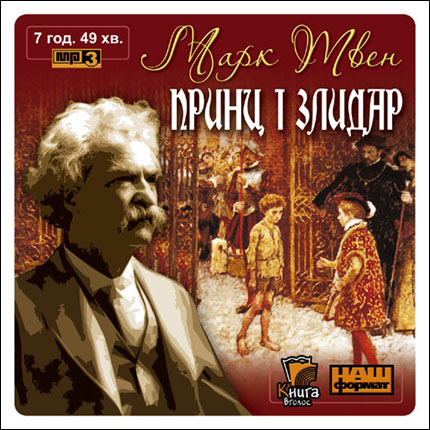 7 год. 49 хв.
mp3
Марк Твен
ПРИНЦ І ЗЛИДАР
Книга
Вголос
НАШ
формат